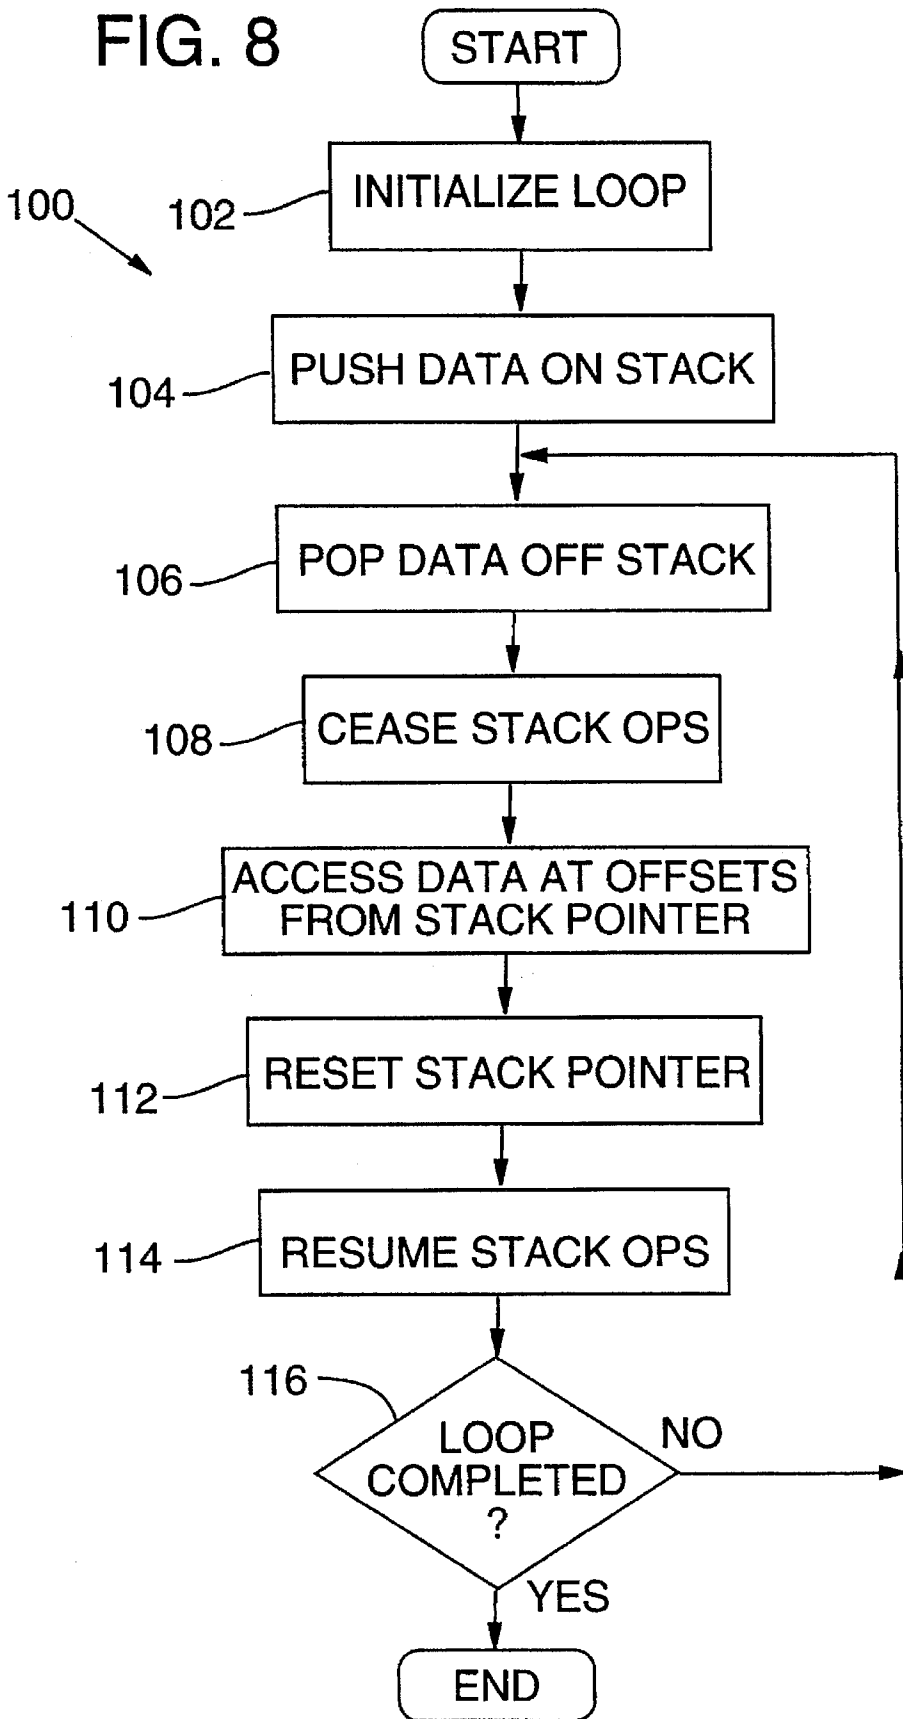 FIG. 8
START
100
102
INITIALIZE LOOP
104
PUSH DATA ON STACK
106
POP DATA OFF STACK
108
CEASE STACK OPS
110
ACCESS DATA AT OFFSETS
FROM STACK POINTER
112
RESET STACK POINTER
114
RESUME STACK OPS
116
LOOP
COMPLETED
?
NO
YES
END